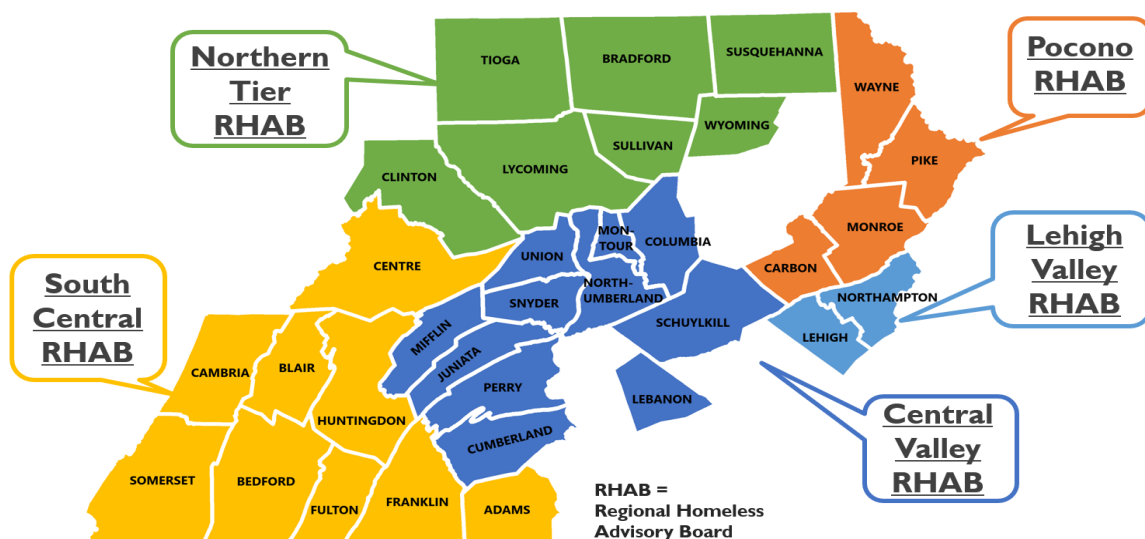 Northern
Tier
RHAB
TIOGA
BRADFORD
SUSQUEHANNA
WAYNE
Pocono
RHAB
WYOMING
SULLIVAN
PIKE
LYCOMING
CLINTON
MONROE
MON-
TOUR
COLUMBIA
UNION
CENTRE
CARBON
Lehigh
Valley
RHAB
NORTHAMPTON
NORTH-
UMBERLAND
SNYDER
SCHUYLKILL
LEHIGH
South
Central
RHAB
MIFFLIN
JUNIATA
BLAIR
CAMBRIA
PERRY
LEBANON
HUNTINGDON
CUMBERLAND
Central
Valley
RHAB
SOMERSET
BEDFORD
FULTON
FRANKLIN
ADAMS
RHAB =
Regional Homeless
Advisory Board